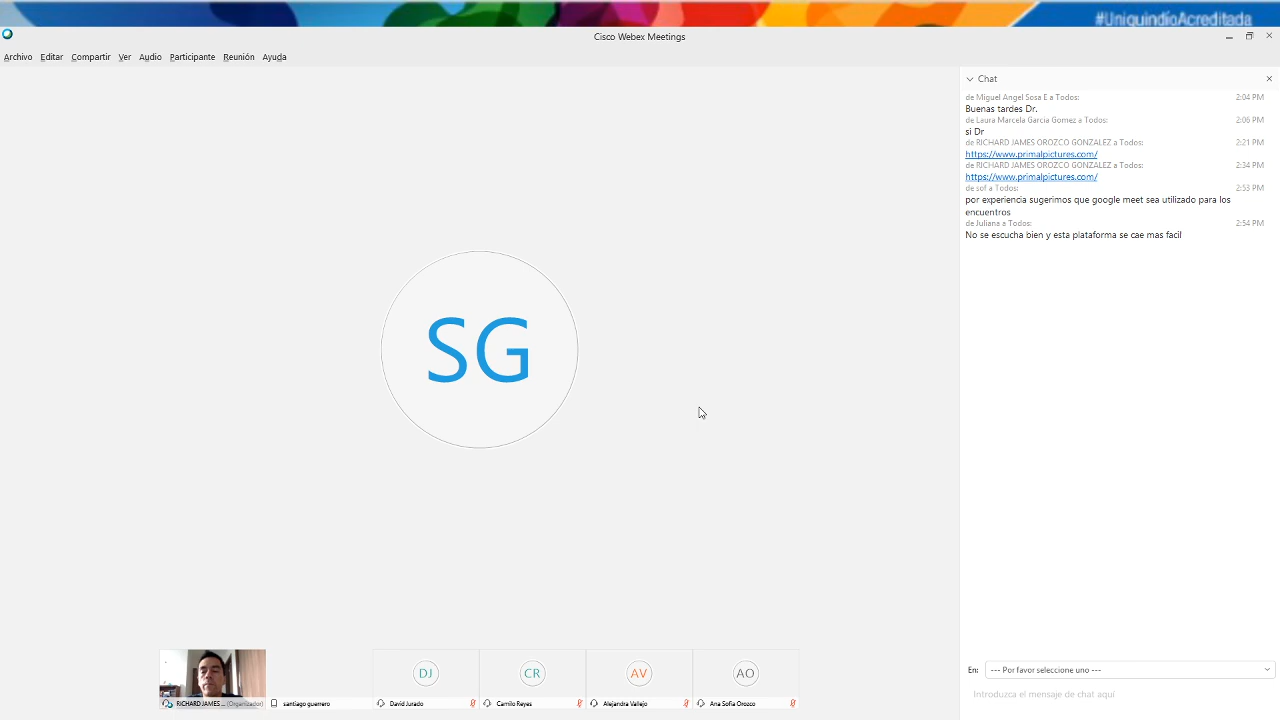 #UniquindíoAcreditada
Cisco Webex Meetings
Archivo Editar Compartir Ver Audio Participante Reunión Ayuda
Chat
de Miguel Angel Sosa E a Todos: 2:04 PM
Buenas tardes Dr.
de Laura Marcela Garcia Gomez a Todos: 2:06 PM
si Dr
de RICHARD JAMES OROZCO GONZALEZ a Todos: 2:21 PM
https://www.primalpictures.com/
de RICHARD JAMES OROZCO GONZALEZ a Todos: 2:34 PM
https://www.primalpictures.com/
de sof a Todos: 2:53 PM
por experiencia sugerimos que google meet sea utilizado para los
encuentros
de Juliana a Todos: 2:54 PM
No se escucha bien y esta plataforma se cae mas facil
SG
DJ CR AV AO
RICHARD JAMES ... (Organizador) santiago guerrero David Jurado Camilo Reyes Alejandra Vallejo Ana Sofia Orozco
En: --- Por favor seleccione uno ---
Introduzca el mensaje de chat aquí